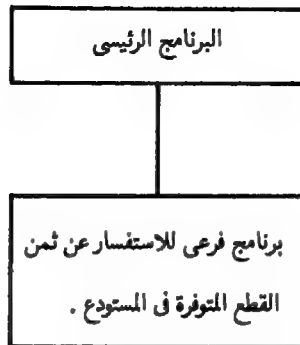 البرنامج الرئيسى
برنامج فرعى للاستفسار عن ثمن
القطع المتوفرة فى المستودع .